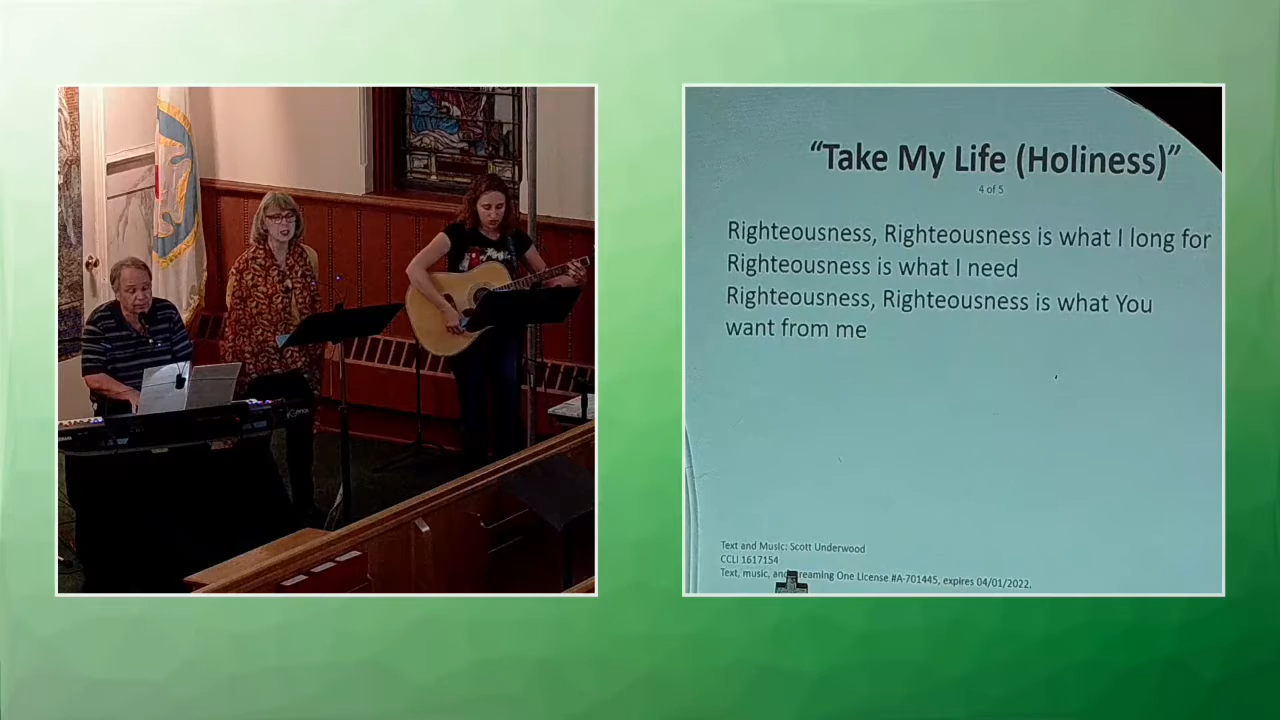 “Take My Life (Holiness)”
4 of 5
Righteousness, Righteousness is what I long for
Righteousness is what I need
Righteousness, Righteousness is what You
want from me
Text and Music: Scott Underwood
CCLI 1617154
Text, music, and reaming One License #A-701445, expires 04/01/2022.